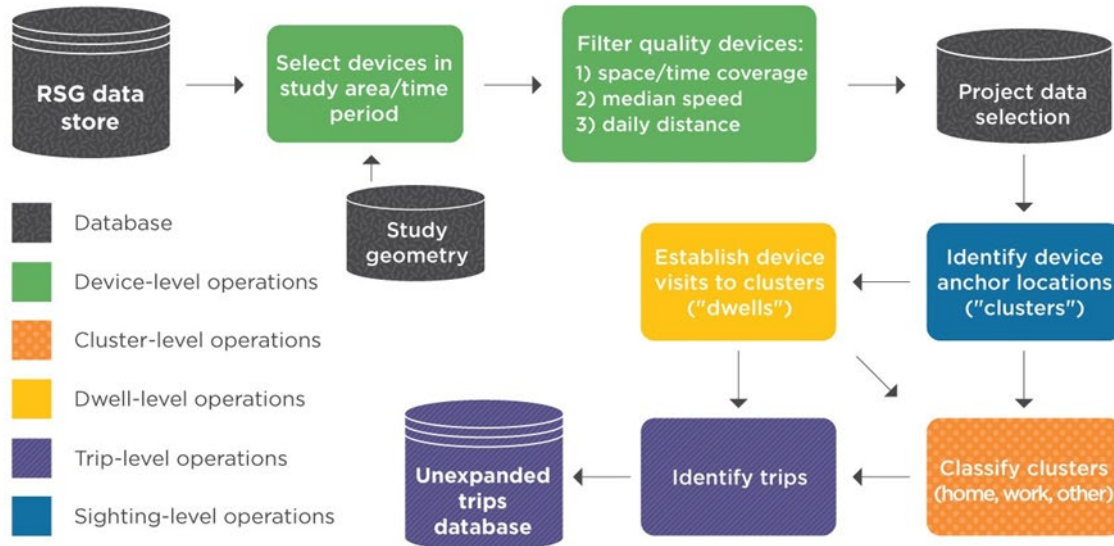 RSG data
store
Select devices in
study area/time
period
Filter quality devices:
1) space/time coverage
2) median speed
3) daily distance
Project data
selection
Study
geometry
Database
Device-level operations
Cluster-level operations
Dwell-level operations
Trip-level operations
Sighting-level operations
Establish device
visits to clusters
("dwells")
Identify device
anchor locations
("clusters")
Unexpanded
trips
database
Identify trips
Classify clusters
(home, work, other)